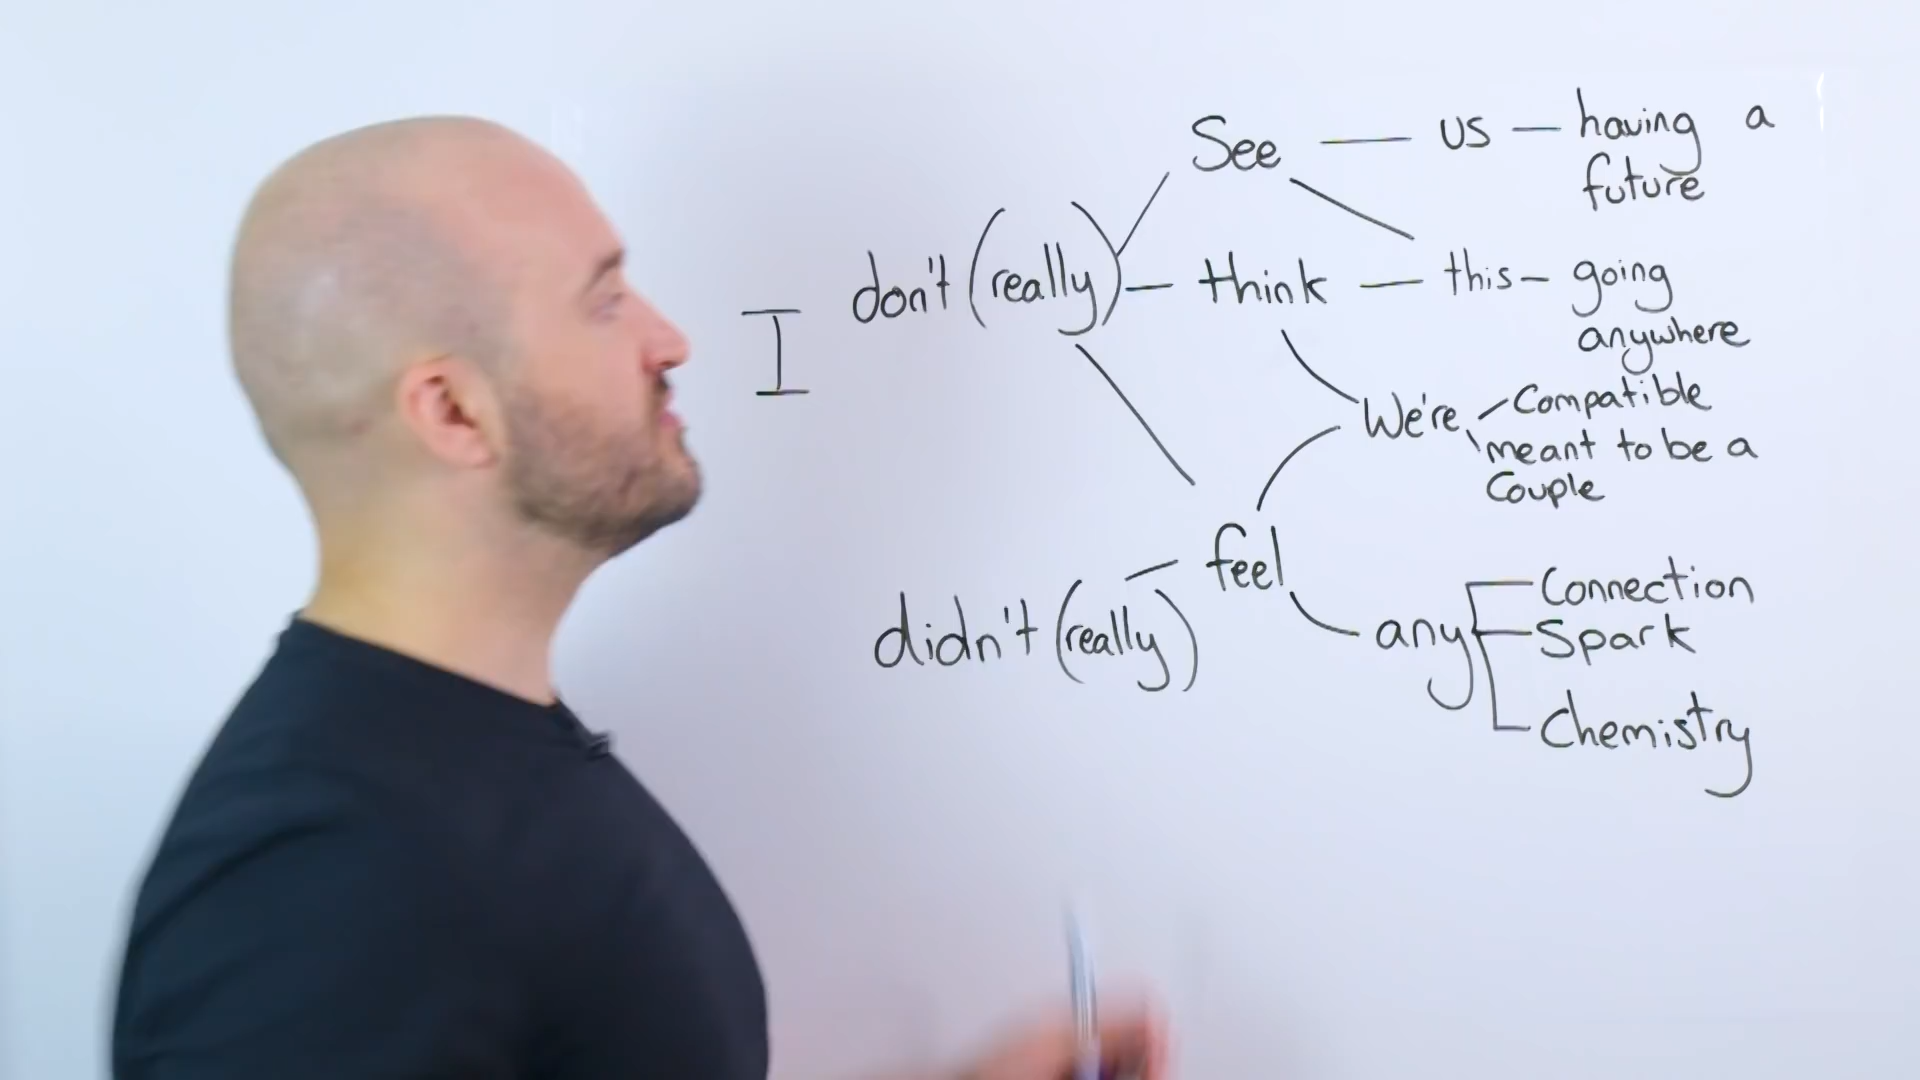 See — us — having a
future
I don't (really) — think — this — going
anywhere
We're compatible
meant to be a
couple
feel
didn't (really) any Connection
Spark
Chemistry